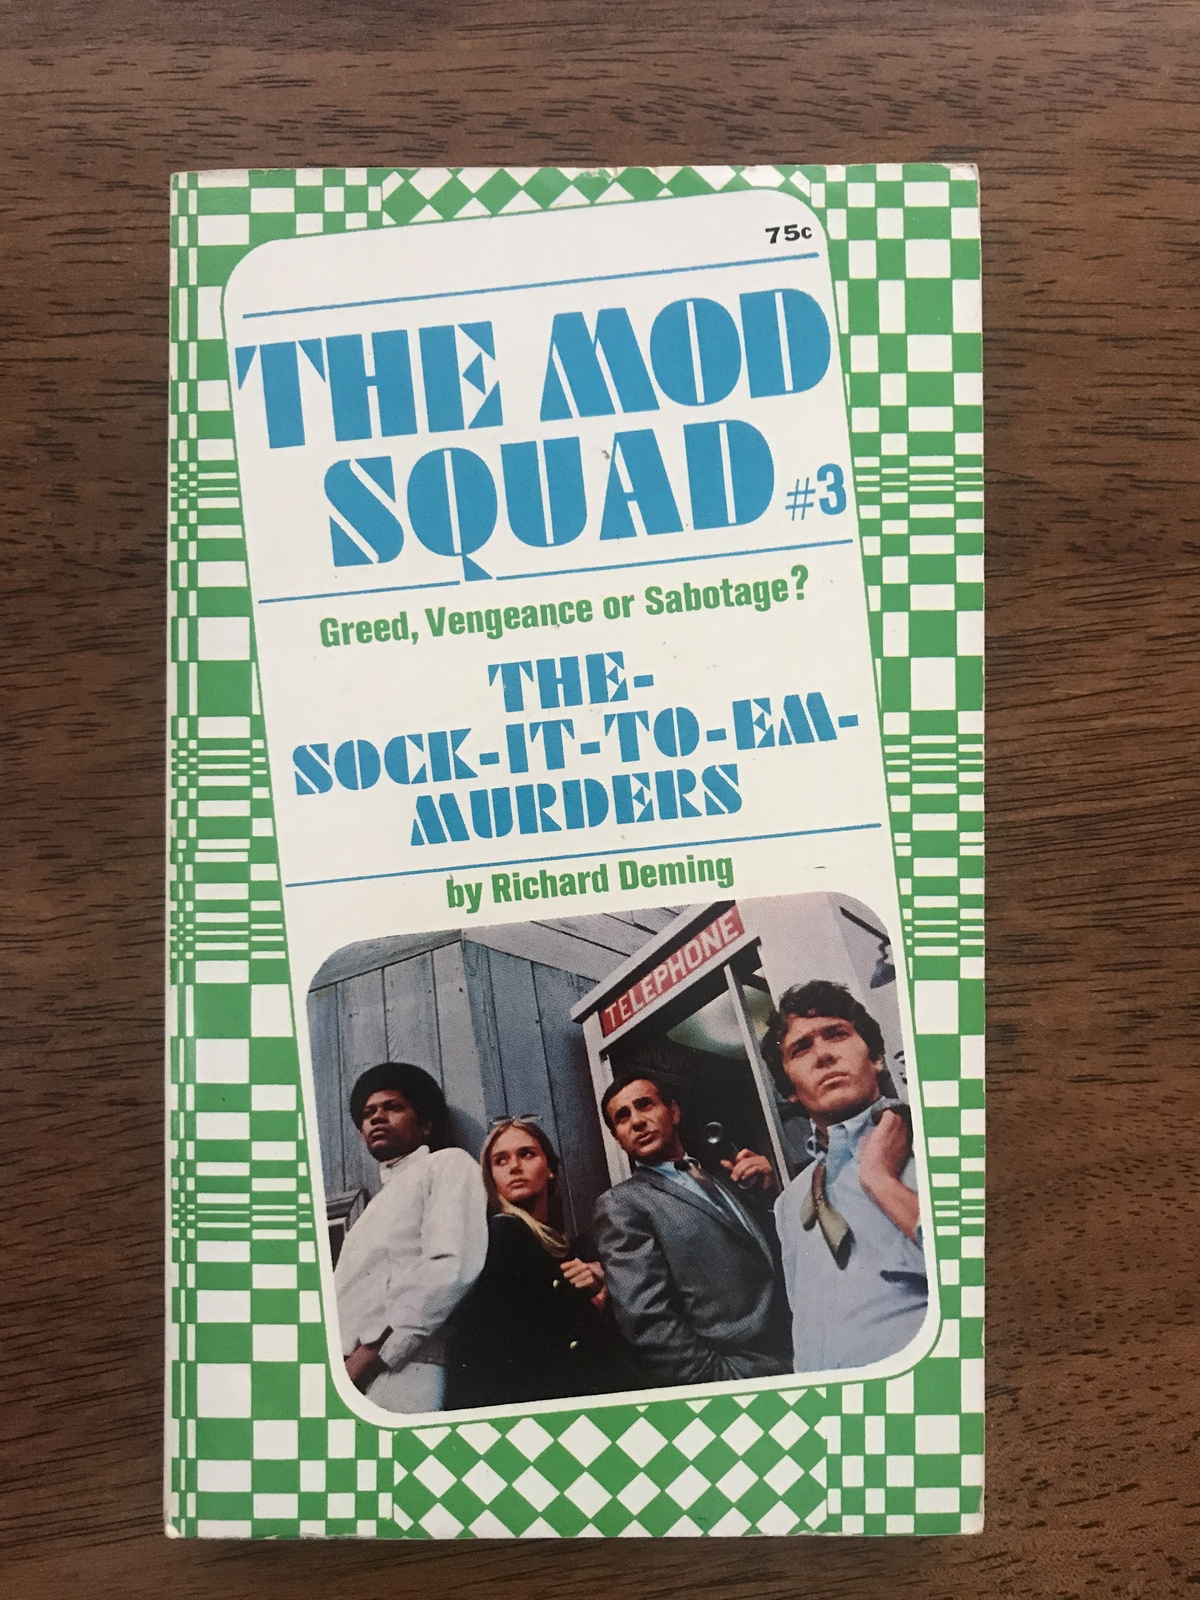 75c
THE MOD
SQUAD #3
Greed, Vengeance or Sabotage?
THE-
SOCK-IT-TO-EM-
MURDERS
by Richard Deming
TELEPHONE